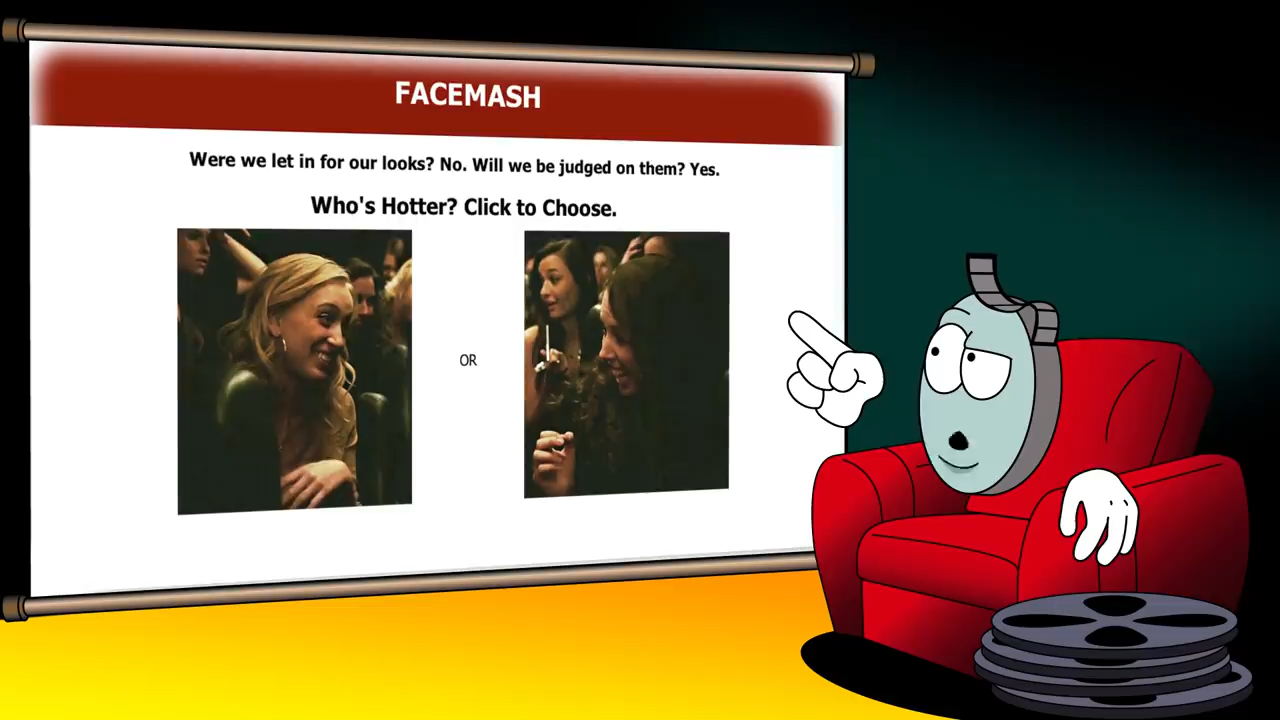 FACEMASH
Were we let in for our looks? No. Will we be judged on them? Yes.
Who's Hotter? Click to Choose.
OR